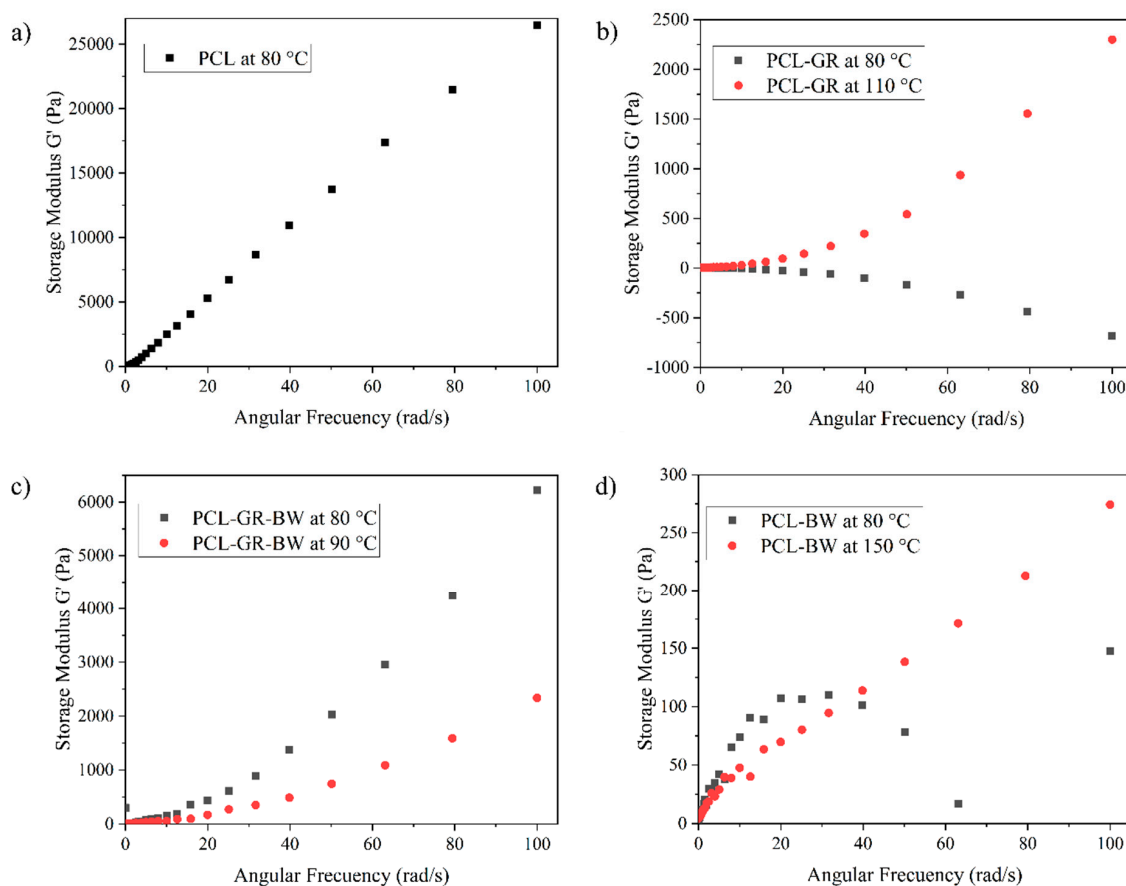 a)
PCL at 80 °C
Storage Modulus G' (Pa)
25000
20000
15000
10000
5000
0
0 20 40 60 80 100
Angular Frecuency (rad/s)
b)
PCL-GR at 80 °C
PCL-GR at 110 °C
Storage Modulus G' (Pa)
2500
2000
1500
1000
500
0
-500
-1000
0 20 40 60 80 100
Angular Frecuency (rad/s)
c)
PCL-GR-BW at 80 °C
PCL-GR-BW at 90 °C
Storage Modulus G' (Pa)
6000
5000
4000
3000
2000
1000
0
0 20 40 60 80 100
Angular Frecuency (rad/s)
d)
PCL-BW at 80 °C
PCL-BW at 150 °C
Storage Modulus G' (Pa)
300
250
200
150
100
50
0
0 20 40 60 80 100
Angular Frecuency (rad/s)